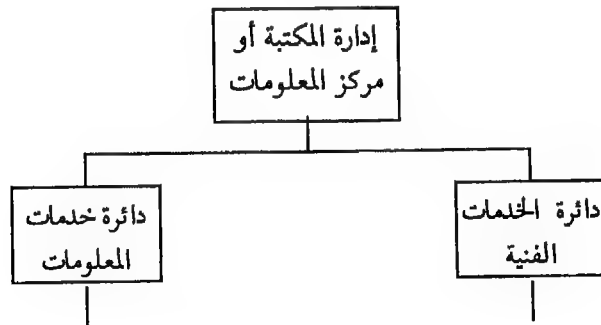 إدارة المكتبة أو
مركز المعلومات
دائرة الخدمات
الفنية
دائرة خدمات
المعلومات